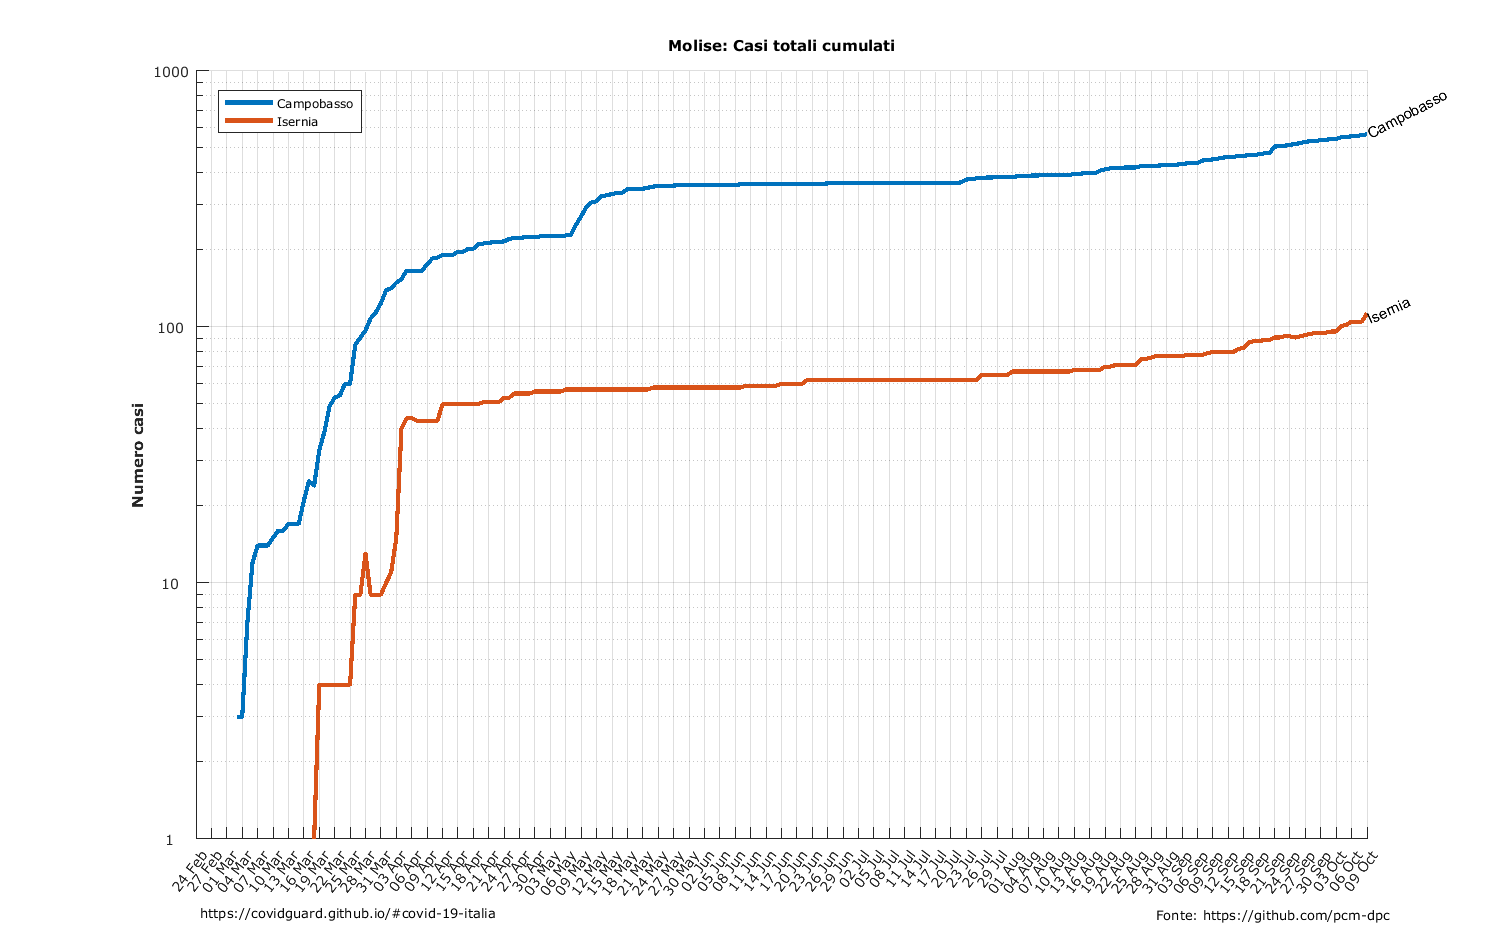 Molise: Casi totali cumulati
1000
Campobasso
Isernia
Campobasso
Isernia
100
Numero casi
10
1
24 Feb
27 Feb
01 Mar
04 Mar
07 Mar
10 Mar
13 Mar
16 Mar
19 Mar
22 Mar
25 Mar
28 Mar
31 Mar
03 Apr
06 Apr
09 Apr
12 Apr
15 Apr
18 Apr
21 Apr
24 Apr
27 Apr
30 Apr
03 May
06 May
09 May
12 May
15 May
18 May
21 May
24 May
27 May
30 May
02 Jun
05 Jun
08 Jun
11 Jun
14 Jun
17 Jun
20 Jun
23 Jun
26 Jun
29 Jun
02 Jul
05 Jul
08 Jul
11 Jul
14 Jul
17 Jul
20 Jul
23 Jul
26 Jul
29 Jul
01 Aug
04 Aug
07 Aug
10 Aug
13 Aug
16 Aug
19 Aug
22 Aug
25 Aug
28 Aug
31 Aug
03 Sep
06 Sep
09 Sep
12 Sep
15 Sep
18 Sep
21 Sep
24 Sep
27 Sep
30 Sep
03 Oct
06 Oct
09 Oct
https://covidguard.github.io/#covid-19-italia
Fonte: https://github.com/pcm-dpc